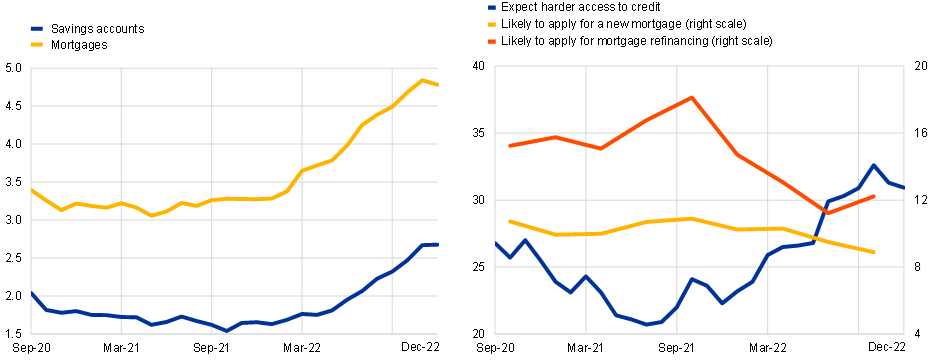 Savings accounts
Mortgages
5.0
4.5
4.0
3.5
3.0
2.5
2.0
1.5
Sep-20 Mar-21 Sep-21 Mar-22 Dec-22
Expect harder access to credit
Likely to apply for a new mortgage (right scale)
Likely to apply for mortgage refinancing (right scale)
40 20
35 16
30 12
25 8
20 4
Sep-20 Mar-21 Sep-21 Mar-22 Dec-22